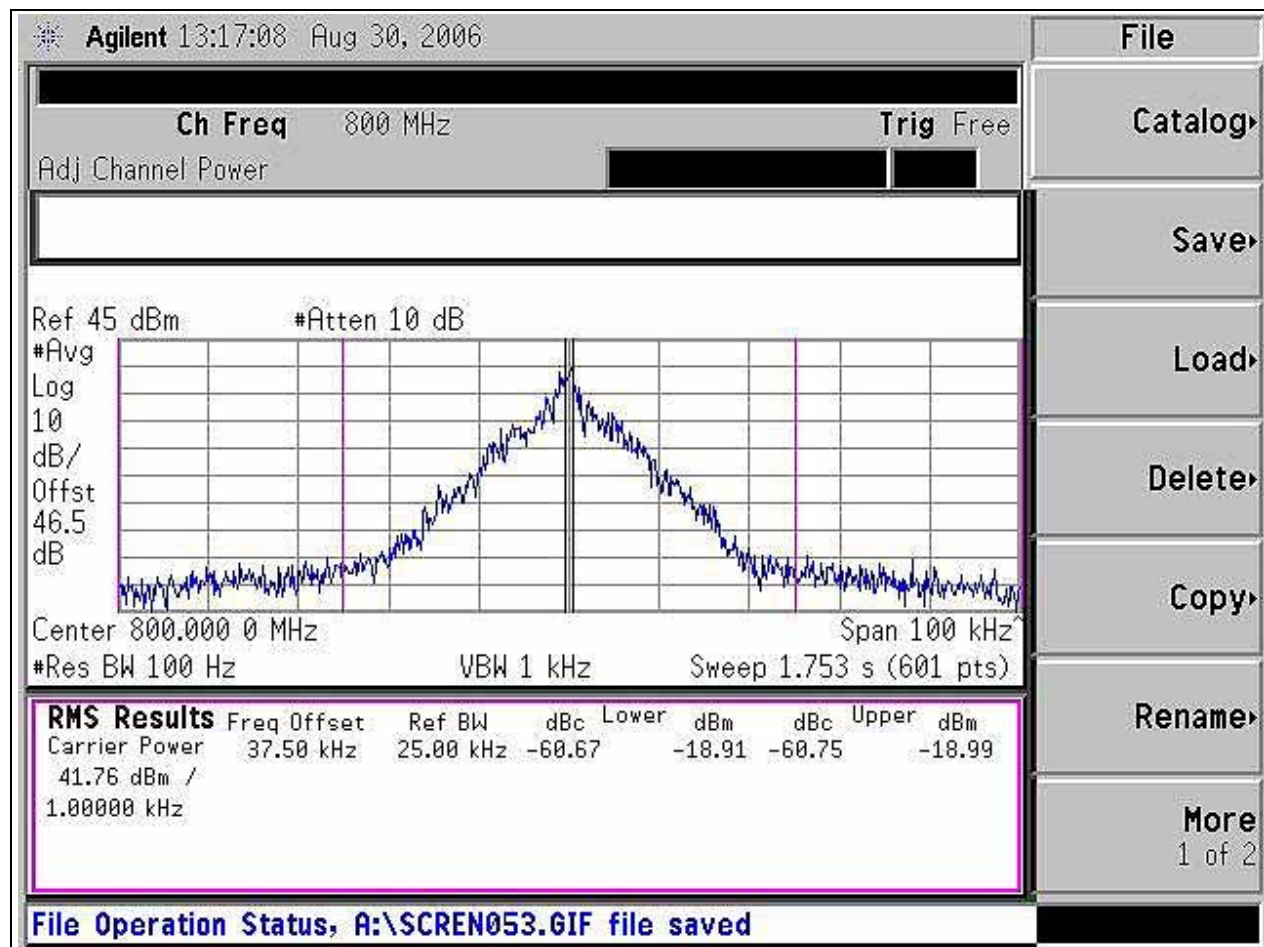 Agilent 13:17:08 Aug 30, 2006
File
Ch Freq 800 MHz Trig Free
Adj Channel Power
Catalog
Save
Ref 45 dBm #Atten 10 dB
#Avg
Log
10
dB/
Offst
46.5
dB
Load
Delete
Copy
Center 800.000 0 MHz Span 100 kHz^
#Res BW 100 Hz VBW 1 kHz Sweep 1.753 s (601 pts)
RMS Results Freq Offset Ref BW dBc Lower dBm dBc Upper dBm
Carrier Power 37.50 kHz 25.00 kHz -60.67 -18.91 -60.75 -18.99
41.76 dBm /
1.00000 kHz
Rename
More
1 of 2
File Operation Status, A:\SCREN053.GIF file saved